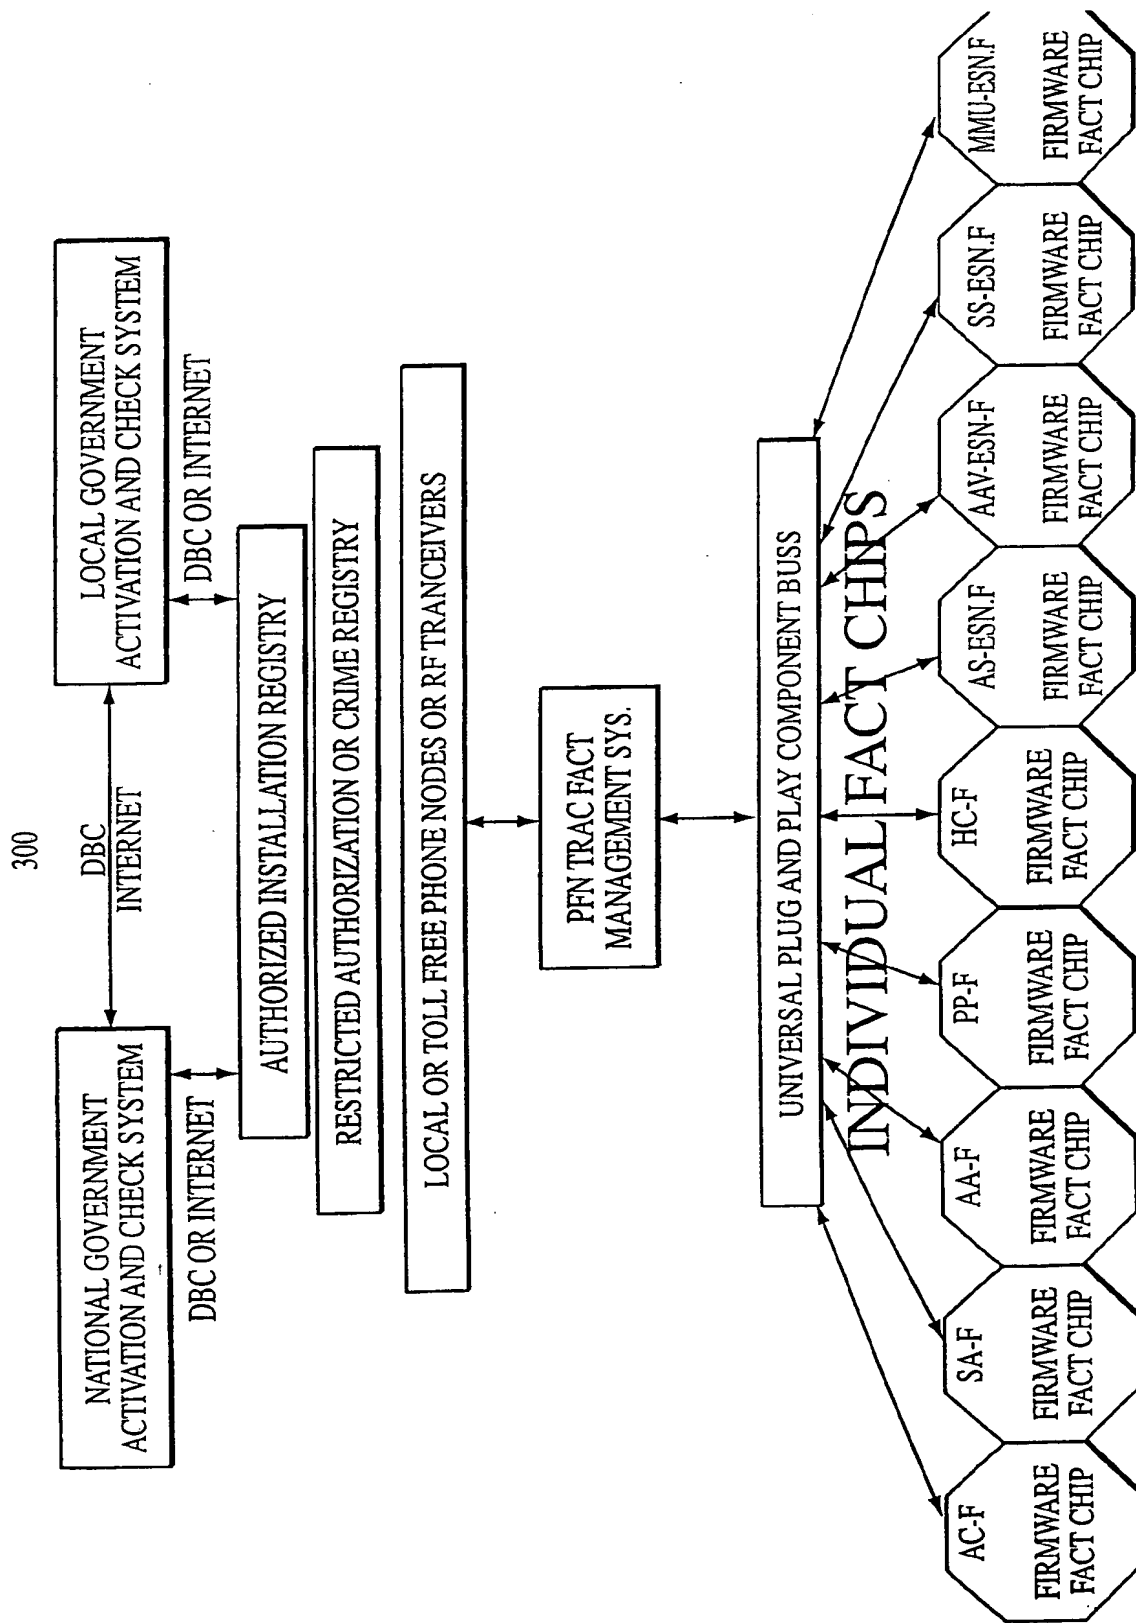 300
NATIONAL GOVERNMENT
ACTIVATION AND CHECK SYSTEM
DBC
INTERNET
LOCAL GOVERNMENT
ACTIVATION AND CHECK SYSTEM
DBC OR INTERNET
DBC OR INTERNET
AUTHORIZED INSTALLATION REGISTRY
RESTRICTED AUTHORIZATION OR CRIME REGISTRY
LOCAL OR TOLL FREE PHONE NODES OR RF TRANCEIVERS
PFN TRAC FACT
MANAGEMENT SYS.
UNIVERSAL PLUG AND PLAY COMPONENT BUSS
INDIVIDUAL FACT CHIPS
AC-F
FIRMWARE
FACT CHIP
SA-F
FIRMWARE
FACT CHIP
AA-F
FIRMWARE
FACT CHIP
PP-F
FIRMWARE
FACT CHIP
HC-F
FIRMWARE
FACT CHIP
AS-ESN.F
FIRMWARE
FACT CHIP
AAV-ESN-F
FIRMWARE
FACT CHIP
SS-ESN.F
FIRMWARE
FACT CHIP
MMU-ESN.F
FIRMWARE
FACT CHIP